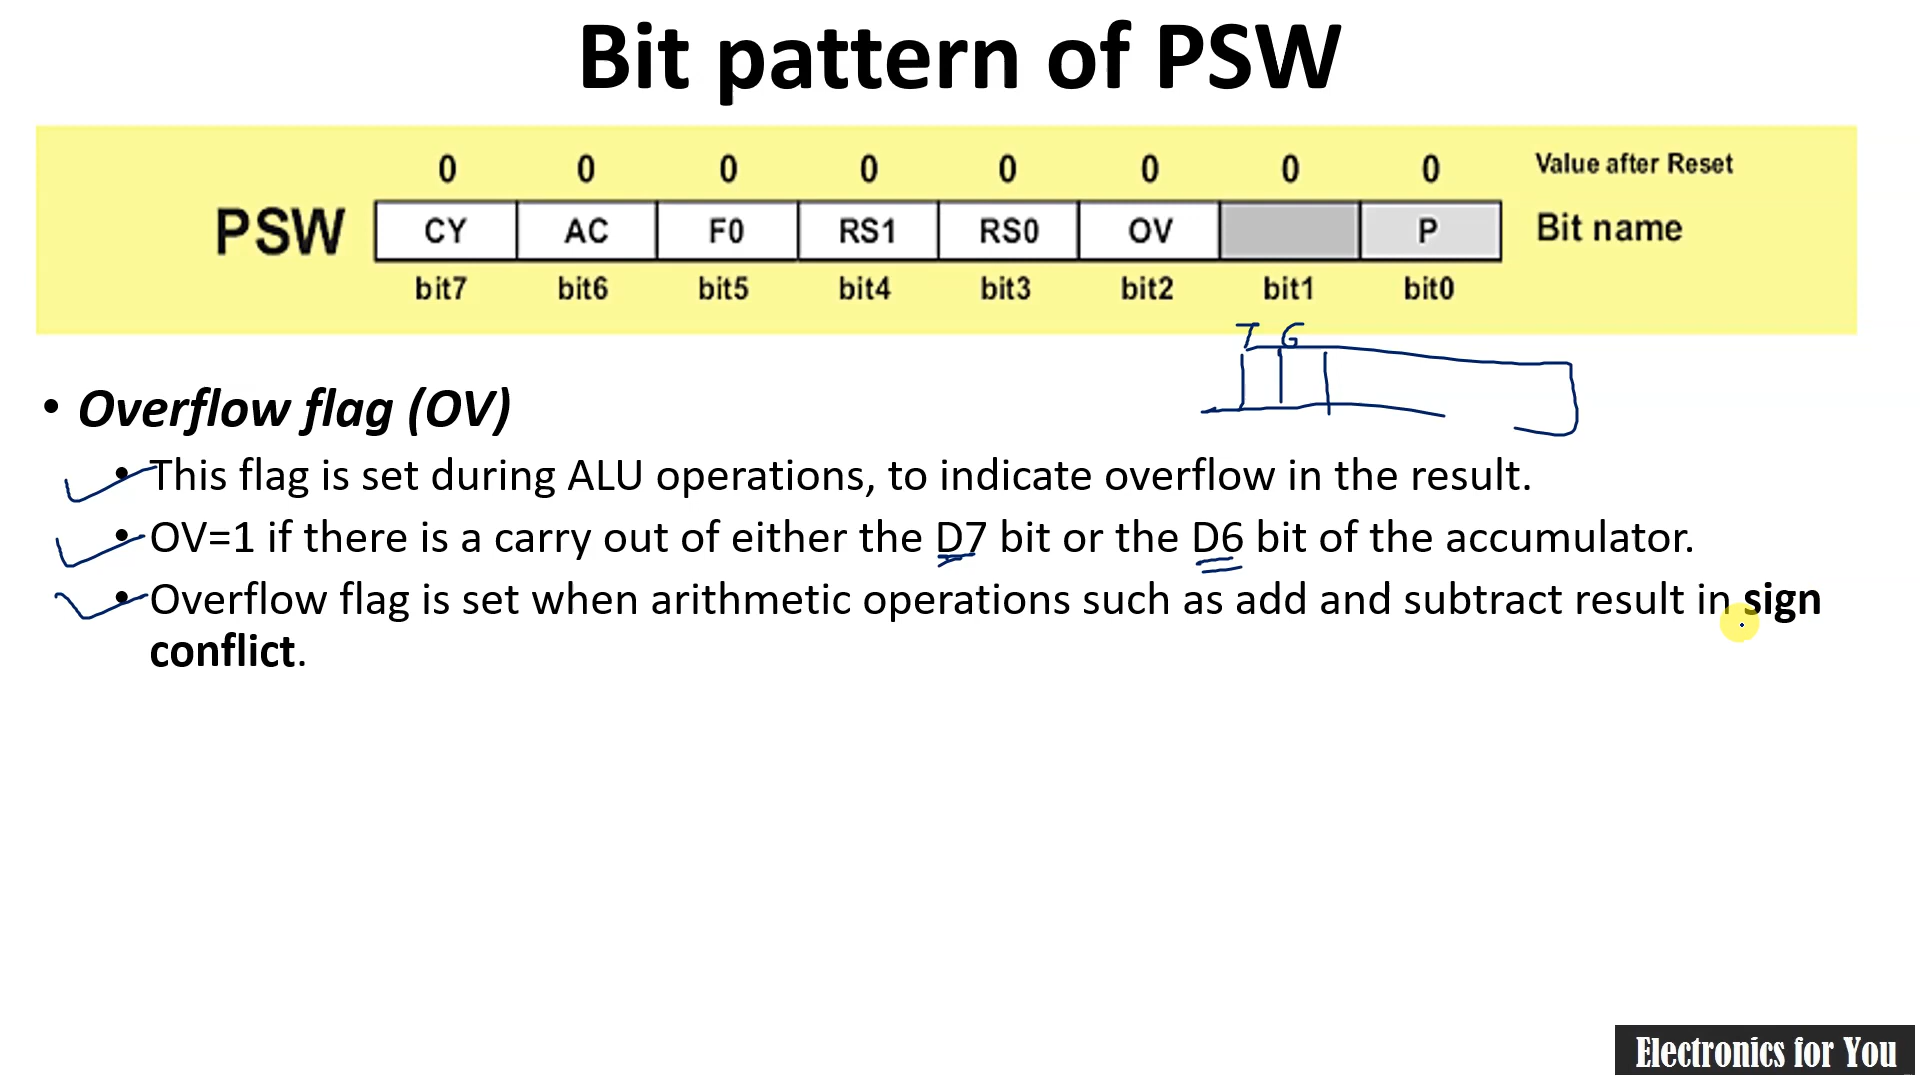 Bit pattern of PSW
0 0 0 0 0 0 0 0 Value after Reset
PSW CY AC F0 RS1 RS0 OV P Bit name
bit7 bit6 bit5 bit4 bit3 bit2 bit1 bit0
7 6
• Overflow flag (OV)
• This flag is set during ALU operations, to indicate overflow in the result.
• OV=1 if there is a carry out of either the D7 bit or the D6 bit of the accumulator.
• Overflow flag is set when arithmetic operations such as add and subtract result in sign
conflict.
Electronics for You